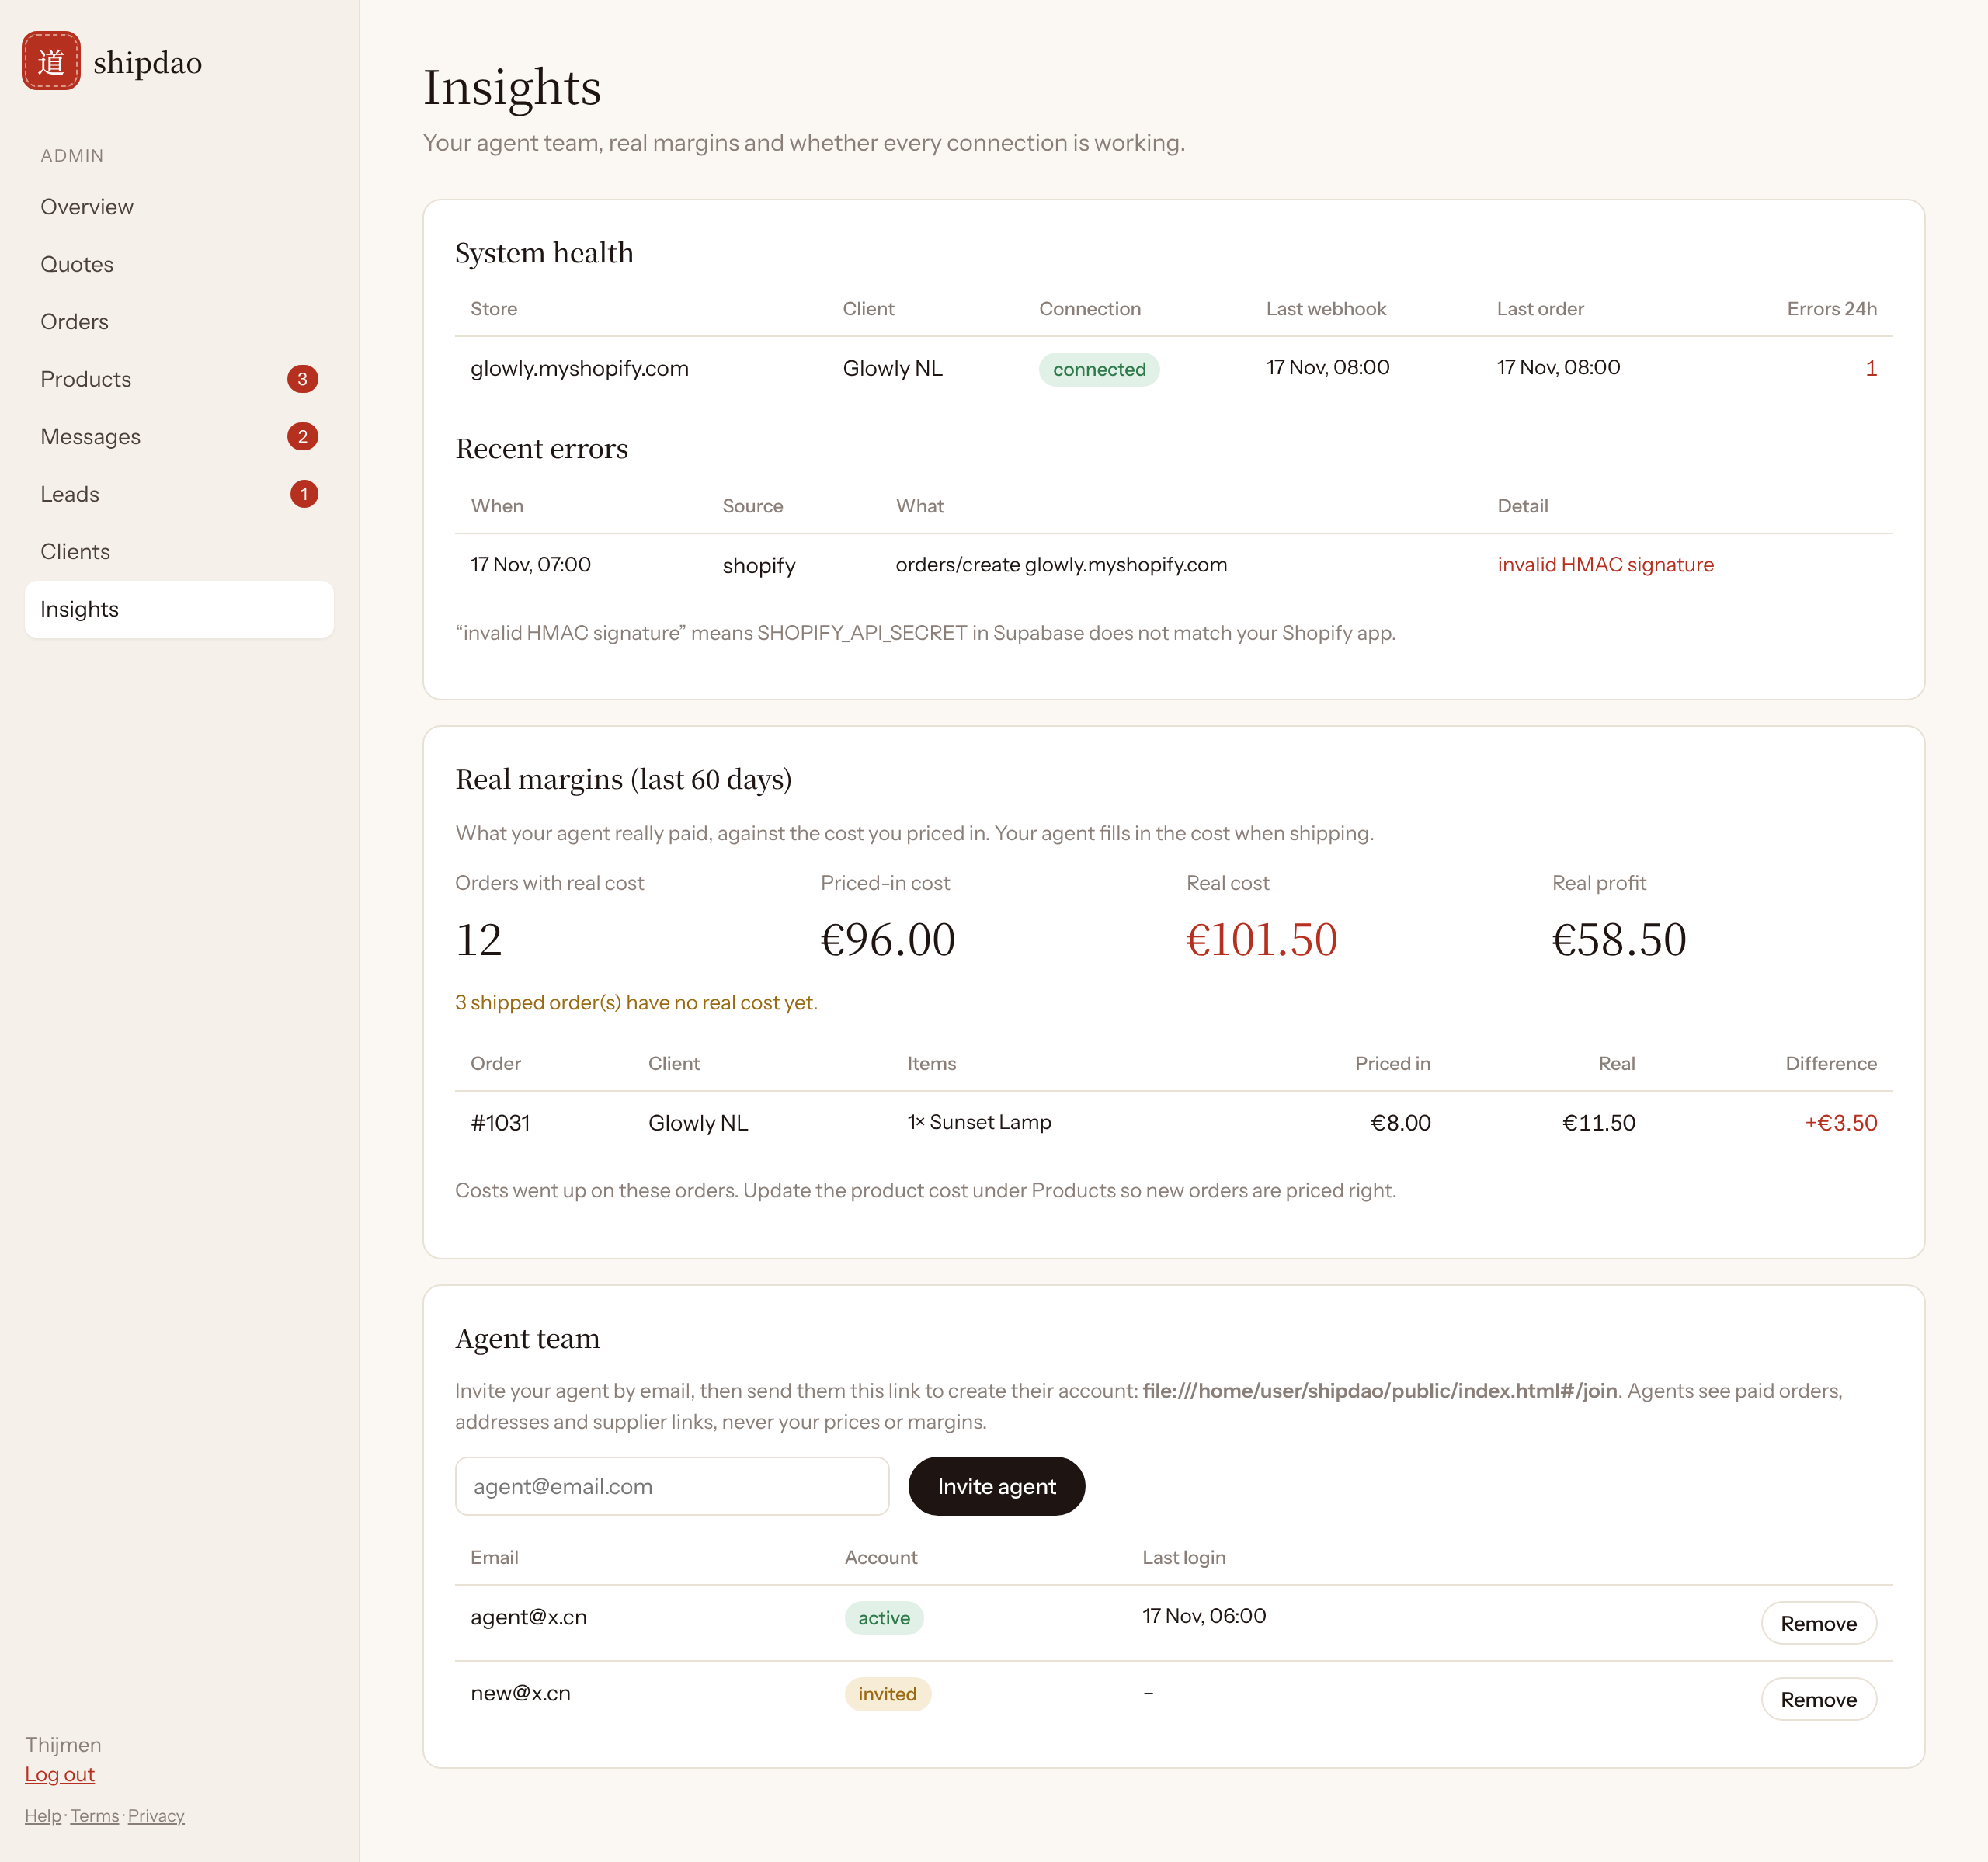 道 shipdao
ADMIN
Overview
Quotes
Orders
Products 3
Messages 2
Leads 1
Clients
Insights
Thijmen
Log out
Help · Terms · Privacy
Insights
Your agent team, real margins and whether every connection is working.
System health
Store Client Connection Last webhook Last order Errors 24h
glowly.myshopify.com Glowly NL connected 17 Nov, 08:00 17 Nov, 08:00 1
Recent errors
When Source What Detail
17 Nov, 07:00 shopify orders/create glowly.myshopify.com invalid HMAC signature
“invalid HMAC signature” means SHOPIFY_API_SECRET in Supabase does not match your Shopify app.
Real margins (last 60 days)
What your agent really paid, against the cost you priced in. Your agent fills in the cost when shipping.
Orders with real cost Priced-in cost Real cost Real profit
12 €96.00 €101.50 €58.50
3 shipped order(s) have no real cost yet.
Order Client Items Priced in Real Difference
#1031 Glowly NL 1× Sunset Lamp €8.00 €11.50 +€3.50
Costs went up on these orders. Update the product cost under Products so new orders are priced right.
Agent team
Invite your agent by email, then send them this link to create their account: file:///home/user/shipdao/public/index.html#/join. Agents see paid orders,
addresses and supplier links, never your prices or margins.
agent@email.com Invite agent
Email Account Last login
agent@x.cn active 17 Nov, 06:00 Remove
new@x.cn invited – Remove